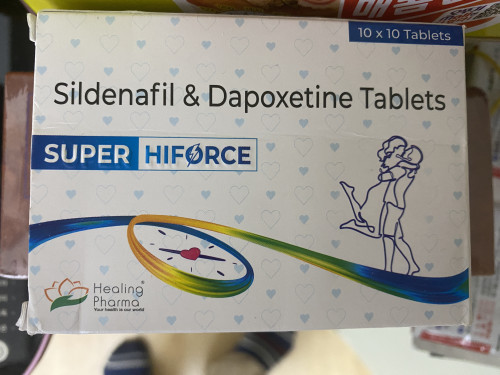 10 x 10 Tablets
Sildenafil & Dapoxetine Tablets
SUPER HIFORCE
Healing
Pharma
Your health is our world